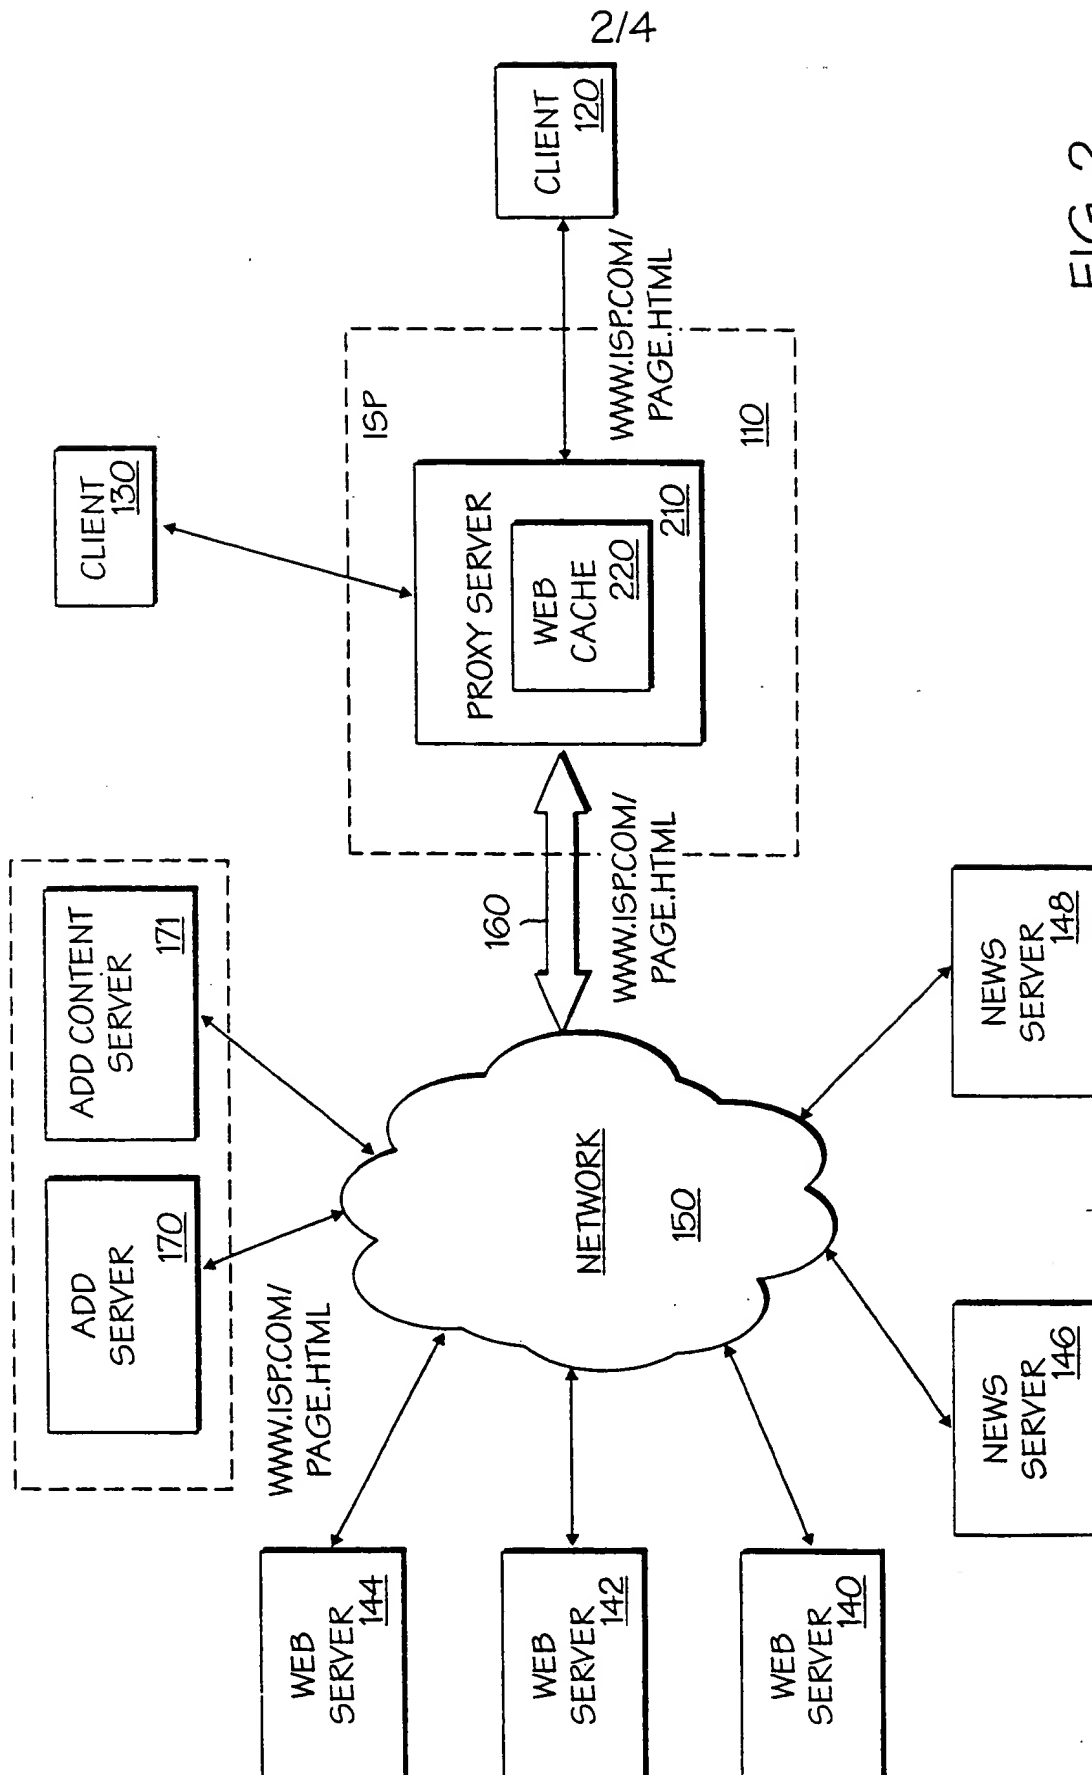 2/4
ADD
SERVER
170
ADD CONTENT
SERVER
171
CLIENT
130
WEB
SERVER
144
WWW.ISP.COM/
PAGE.HTML
WEB
SERVER
142
WEB
SERVER
140
NETWORK
150
160
WWW.ISP.COM/
PAGE.HTML
ISP
PROXY SERVER
WEB
CACHE
220
210
110
WWW.ISP.COM/
PAGE.HTML
CLIENT
120
NEWS
SERVER
146
NEWS
SERVER
148
FIG. 2